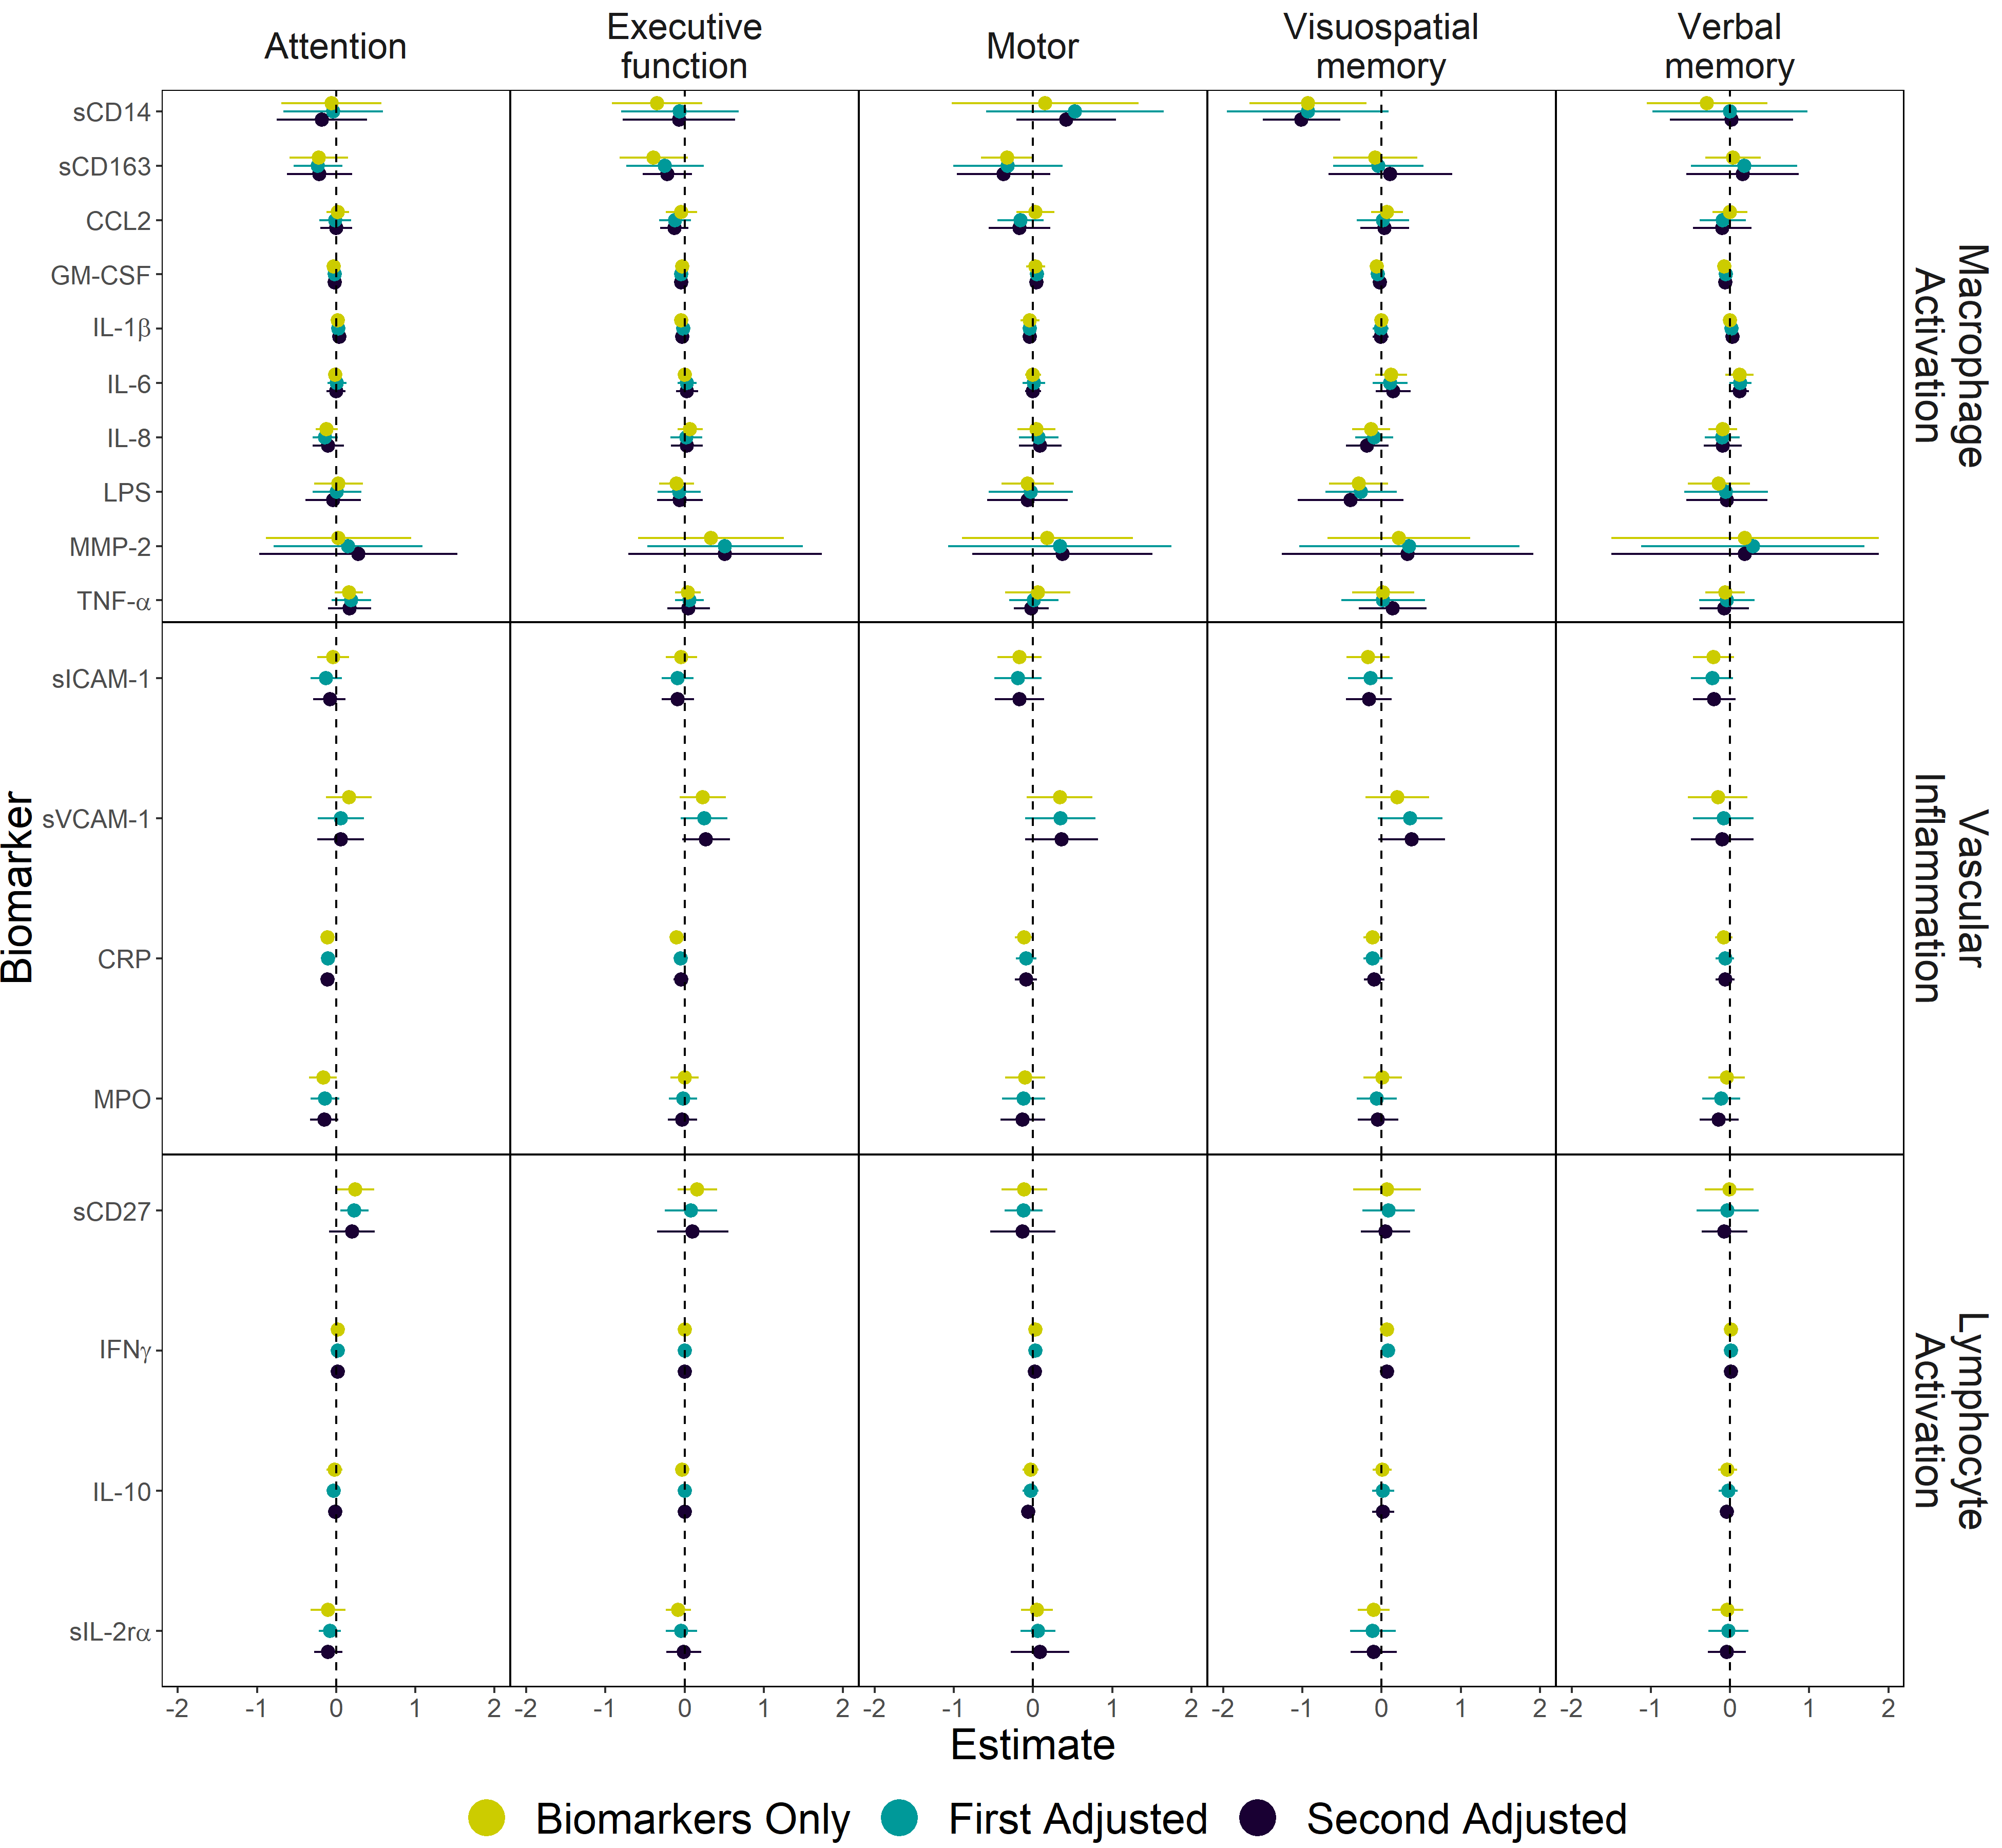 Attention
Executive
function
Motor
Visuospatial
memory
Verbal
memory
sCD14
sCD163
CCL2
GM-CSF
IL-1β
IL-6
IL-8
LPS
MMP-2
TNF-α
Macrophage
Activation
sICAM-1
sVCAM-1
CRP
MPO
Vascular
Inflammation
sCD27
IFNγ
IL-10
sIL-2rα
Lymphocyte
Activation
Biomarker
-2 -1 0 1 2 -2 -1 0 1 2 -2 -1 0 1 2 -2 -1 0 1 2 -2 -1 0 1 2
Estimate
Biomarkers Only First Adjusted Second Adjusted